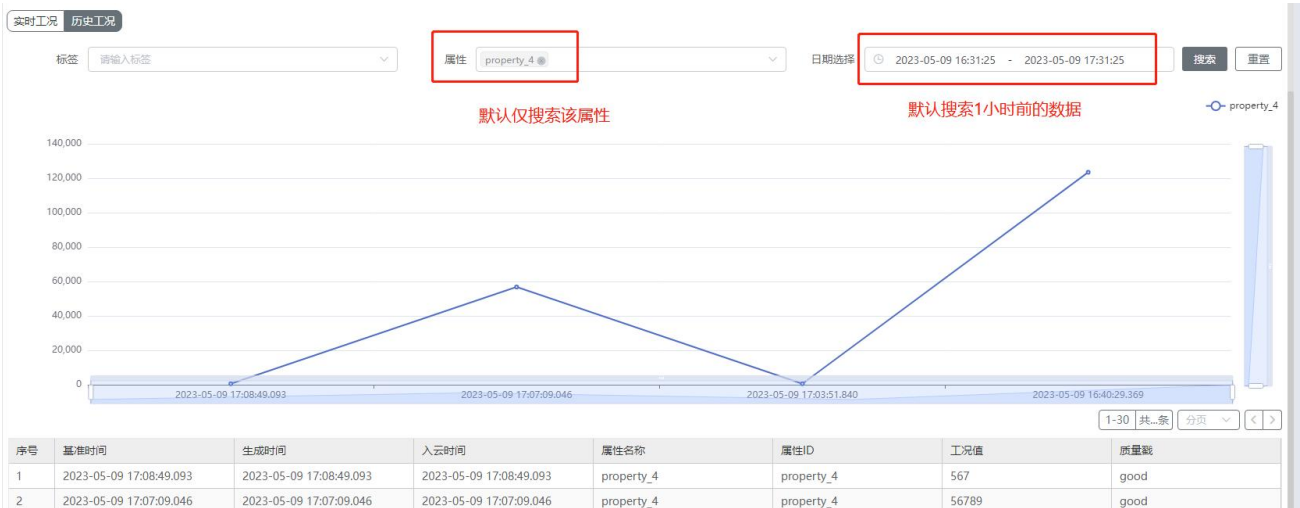 实时工况 历史工况
标签 请输入标签 属性 property_4 日期选择 2023-05-09 16:31:25 - 2023-05-09 17:31:25 搜索 重置
默认仅搜索该属性 默认搜索1小时前的数据
property_4
140,000
120,000
100,000
80,000
60,000
40,000
20,000
0
2023-05-09 17:08:49.093 2023-05-09 17:07:09.046 2023-05-09 17:03:51.840 2023-05-09 16:40:29.369
1-30 共...条 分页 < >
序号 基准时间 生成时间 入云时间 属性名称 属性ID 工况值 质量戳
1 2023-05-09 17:08:49.093 2023-05-09 17:08:49.093 2023-05-09 17:08:49.093 property_4 property_4 567 good
2 2023-05-09 17:07:09.046 2023-05-09 17:07:09.046 2023-05-09 17:07:09.046 property_4 property_4 56789 good